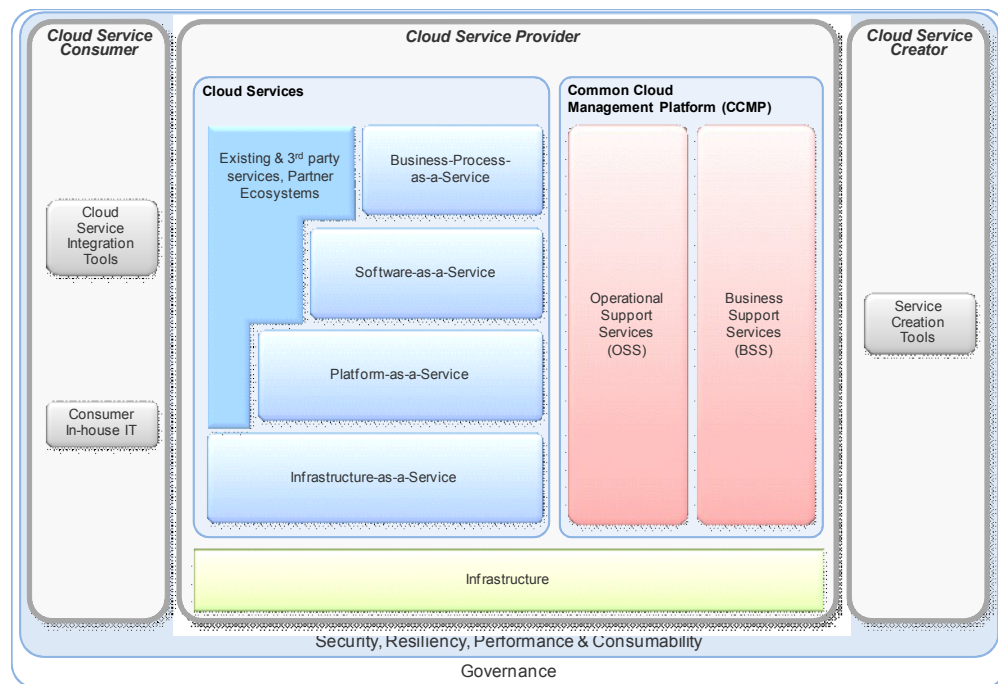 Cloud Service
Consumer
Cloud Service
Integration
Tools
Consumer
In-house IT
Cloud Service Provider
Cloud Services
Existing & 3rd party
services, Partner
Ecosystems
Business-Process-
as-a-Service
Software-as-a-Service
Platform-as-a-Service
Infrastructure-as-a-Service
Common Cloud
Management Platform (CCMP)
Operational
Support
Services
(OSS)
Business
Support
Services
(BSS)
Infrastructure
Cloud Service
Creator
Service
Creation
Tools
Security, Resiliency, Performance & Consumability
Governance